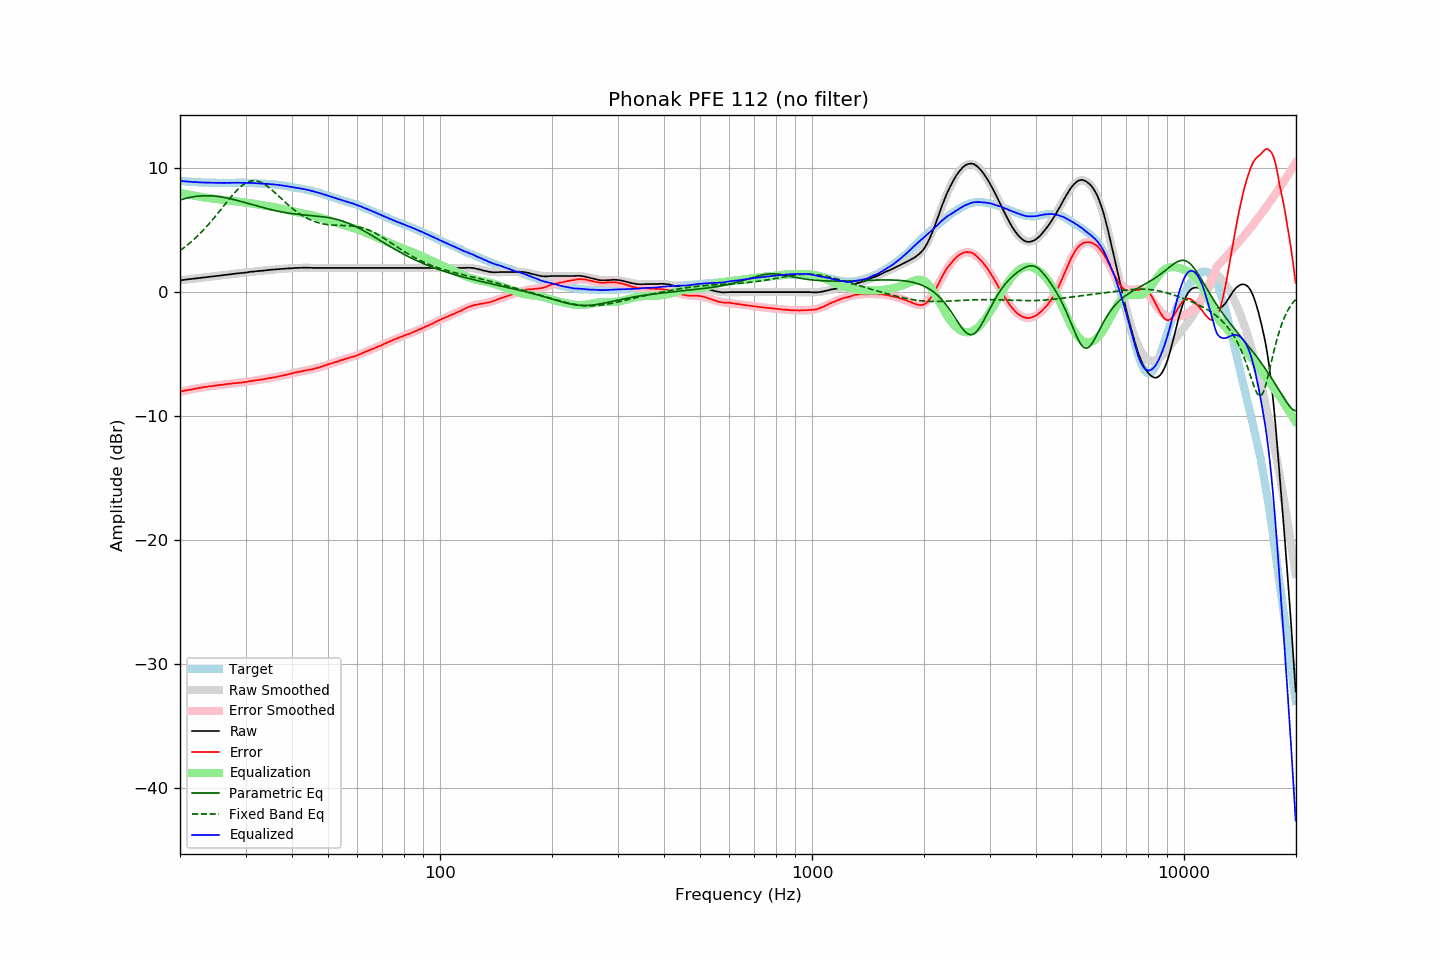 Phonak PFE 112 (no filter)
10
0
−10
−20
−30
−40
Amplitude (dBr)
Target
Raw Smoothed
Error Smoothed
Raw
Error
Equalization
Parametric Eq
Fixed Band Eq
Equalized
100
1000
10000
Frequency (Hz)